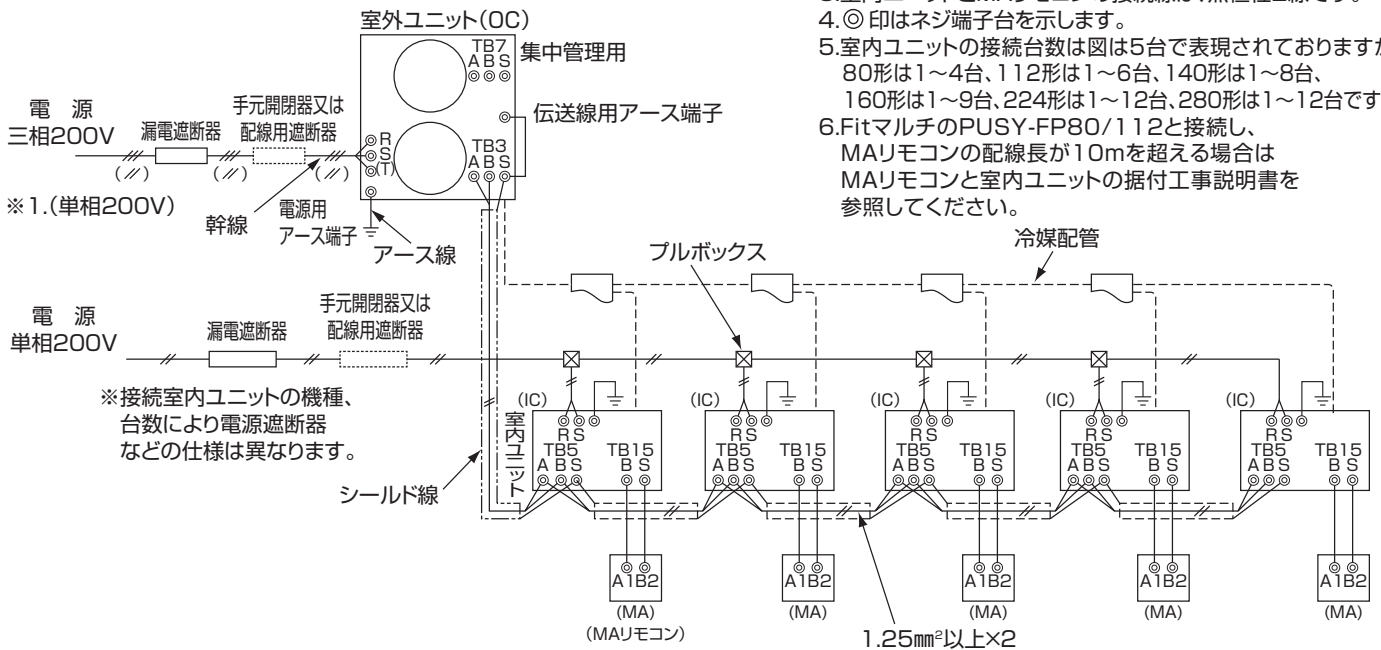 室外ユニット(OC)
TB7
A B S
集中管理用
伝送線用アース端子
TB3
A B S
R
S
(T)
電　源
三相200V
漏電遮断器
手元開閉器又は
配線用遮断器
※1.(単相200V)
幹線
電源用
アース端子
アース線
4.◎印はネジ端子台を示します。
5.室内ユニットの接続台数は図は5台で表現されておりますが
80形は1～4台、112形は1～6台、140形は1～8台、
160形は1～9台、224形は1～12台、280形は1～12台です
6.FitマルチのPUSY-FP80/112と接続し、
MAリモコンの配線長が10mを超える場合は
MAリモコンと室内ユニットの据付工事説明書を
参照してください。
プルボックス
冷媒配管
電　源
単相200V
漏電遮断器
手元開閉器又は
配線用遮断器
※接続室内ユニットの機種、
台数により電源遮断器
などの仕様は異なります。
シールド線
室内ユニット
(IC)
R S
TB5
A B S
TB15
B S
(IC)
R S
TB5
A B S
TB15
B S
(IC)
R S
TB5
A B S
TB15
B S
(IC)
R S
TB5
A B S
TB15
B S
(IC)
R S
TB5
A B S
TB15
B S
A1B2
(MA)
(MAリモコン)
A1B2
(MA)
A1B2
(MA)
A1B2
(MA)
A1B2
(MA)
1.25mm²以上×2